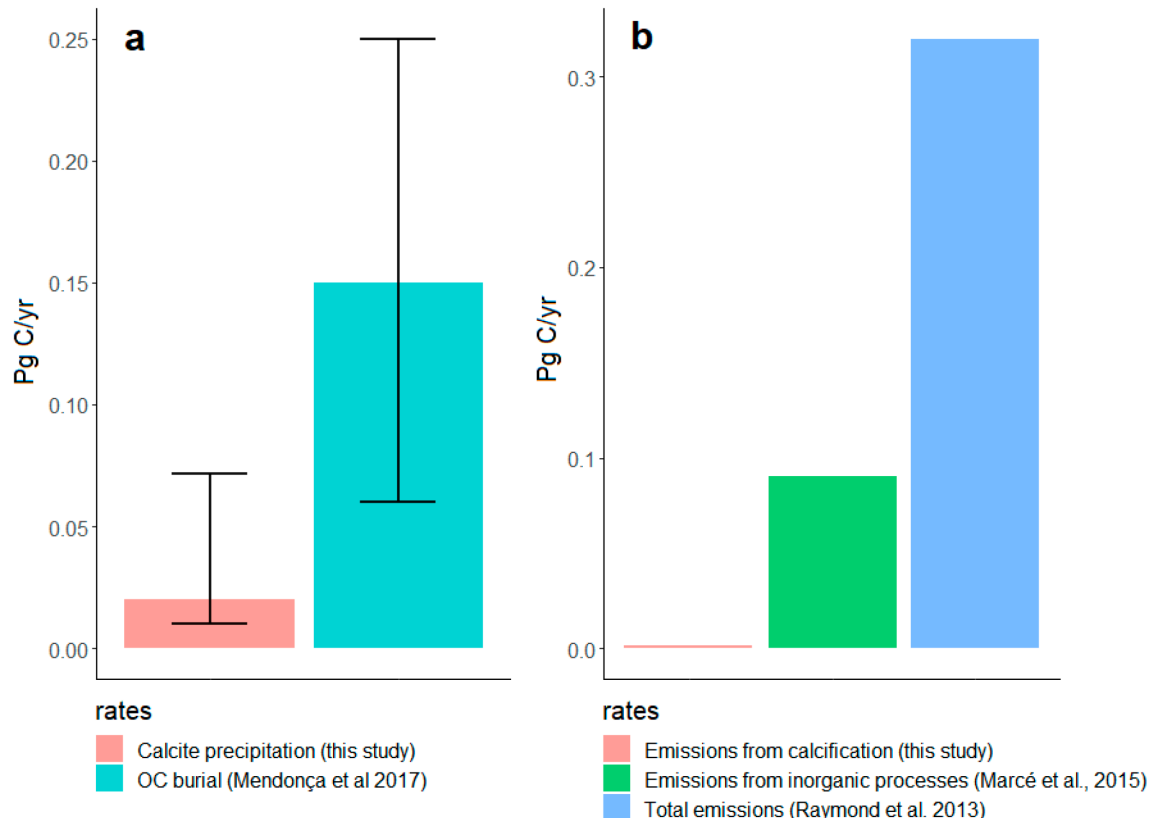 a
0.25
0.20
0.15
0.10
0.05
0.00
Pg C/yr
rates
Calcite precipitation (this study)
OC burial (Mendonça et al 2017)
b
0.3
0.2
0.1
0.0
Pg C/yr
rates
Emissions from calcification (this study)
Emissions from inorganic processes (Marcé et al., 2015)
Total emissions (Raymond et al. 2013)